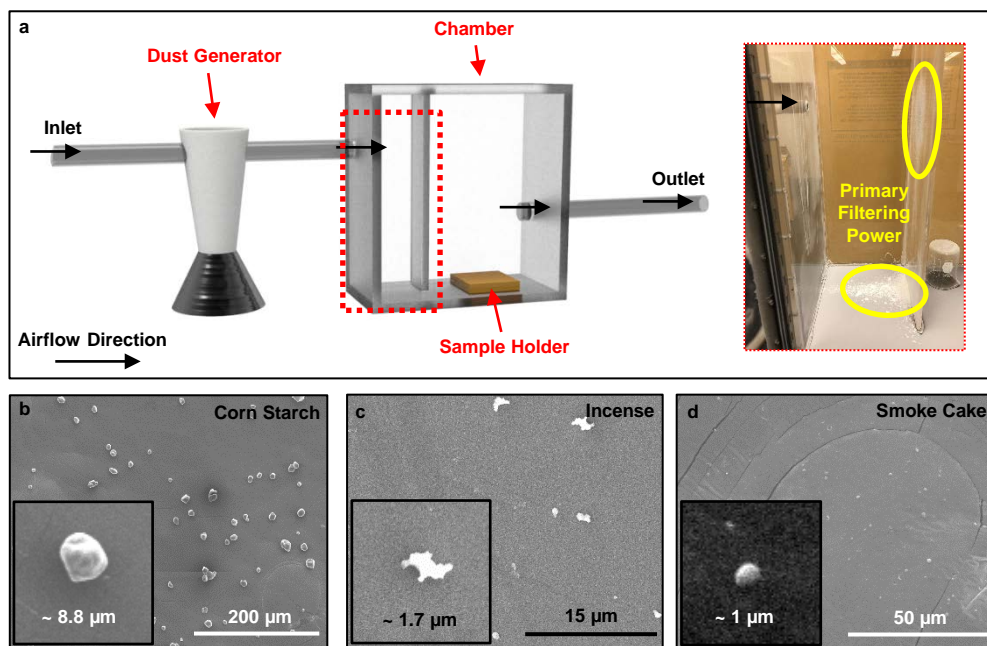 a
Chamber
Dust Generator
Inlet
Outlet
Primary
Filtering
Power
Airflow Direction
Sample Holder
b
Corn Starch
~ 8.8 µm
200 µm
c
Incense
~ 1.7 µm
15 µm
d
Smoke Cake
~ 1 µm
50 µm